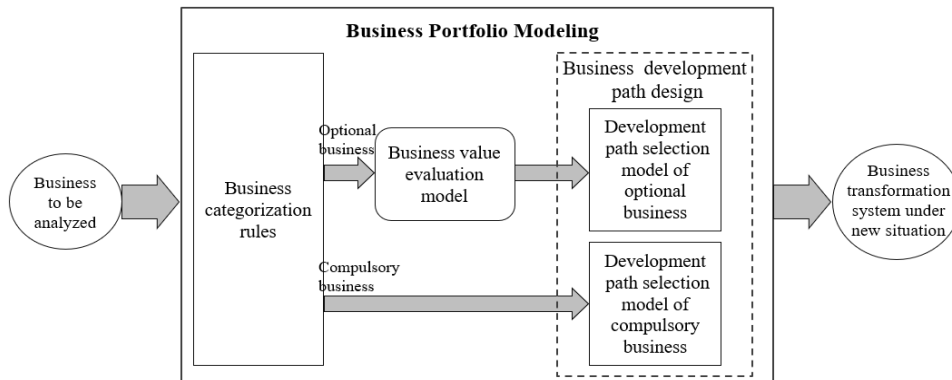 Business Portfolio Modeling
Business
to be
analyzed
Business
categorization
rules
Optional
business
Business value
evaluation
model
Compulsory
business
Business development
path design
Development
path selection
model of
optional
business
Development
path selection
model of
compulsory
business
Business
transformation
system under
new situation